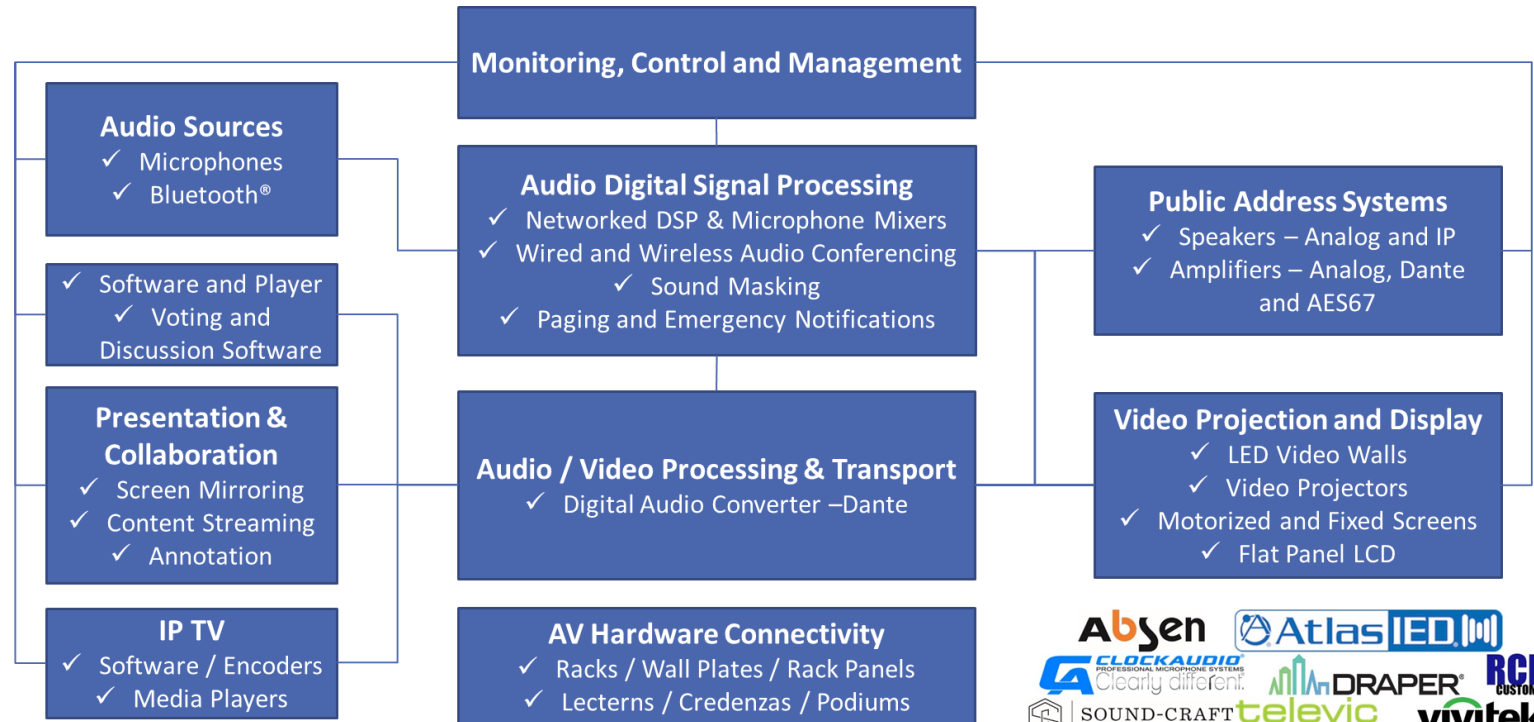 Monitoring, Control and Management
Audio Sources
✓ Microphones
✓ Bluetooth®
✓ Software and Player
✓ Voting and
Discussion Software
Presentation &
Collaboration
✓ Screen Mirroring
✓ Content Streaming
✓ Annotation
IP TV
✓ Software / Encoders
✓ Media Players
Audio Digital Signal Processing
✓ Networked DSP & Microphone Mixers
✓ Wired and Wireless Audio Conferencing
✓ Sound Masking
✓ Paging and Emergency Notifications
Audio / Video Processing & Transport
✓ Digital Audio Converter –Dante
AV Hardware Connectivity
✓ Racks / Wall Plates / Rack Panels
✓ Lecterns / Credenzas / Podiums
Public Address Systems
✓ Speakers – Analog and IP
✓ Amplifiers – Analog, Dante
and AES67
Video Projection and Display
✓ LED Video Walls
✓ Video Projectors
✓ Motorized and Fixed Screens
✓ Flat Panel LCD
Absen
AtlasIED
CLOCKAUDIO
PROFESSIONAL MICROPHONE SYSTEMS
Clearly different.
DRAPER®
SOUND-CRAFT
televic
vivitek